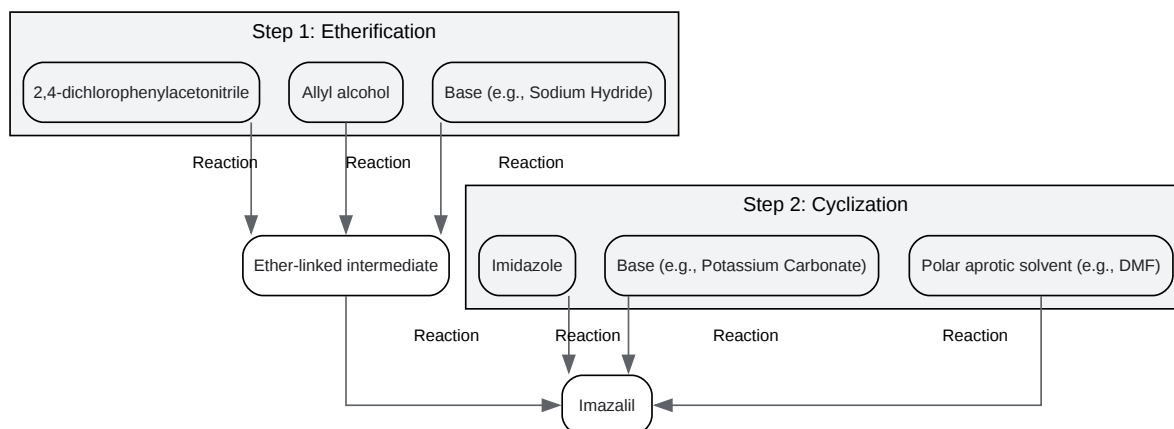 Step 1: Etherification
2,4-dichlorophenylacetonitrile
Allyl alcohol
Base (e.g., Sodium Hydride)
Reaction
Reaction
Reaction
Step 2: Cyclization
Ether-linked intermediate
Imidazole
Base (e.g., Potassium Carbonate)
Polar aprotic solvent (e.g., DMF)
Reaction
Reaction
Reaction
Reaction
Imazalil